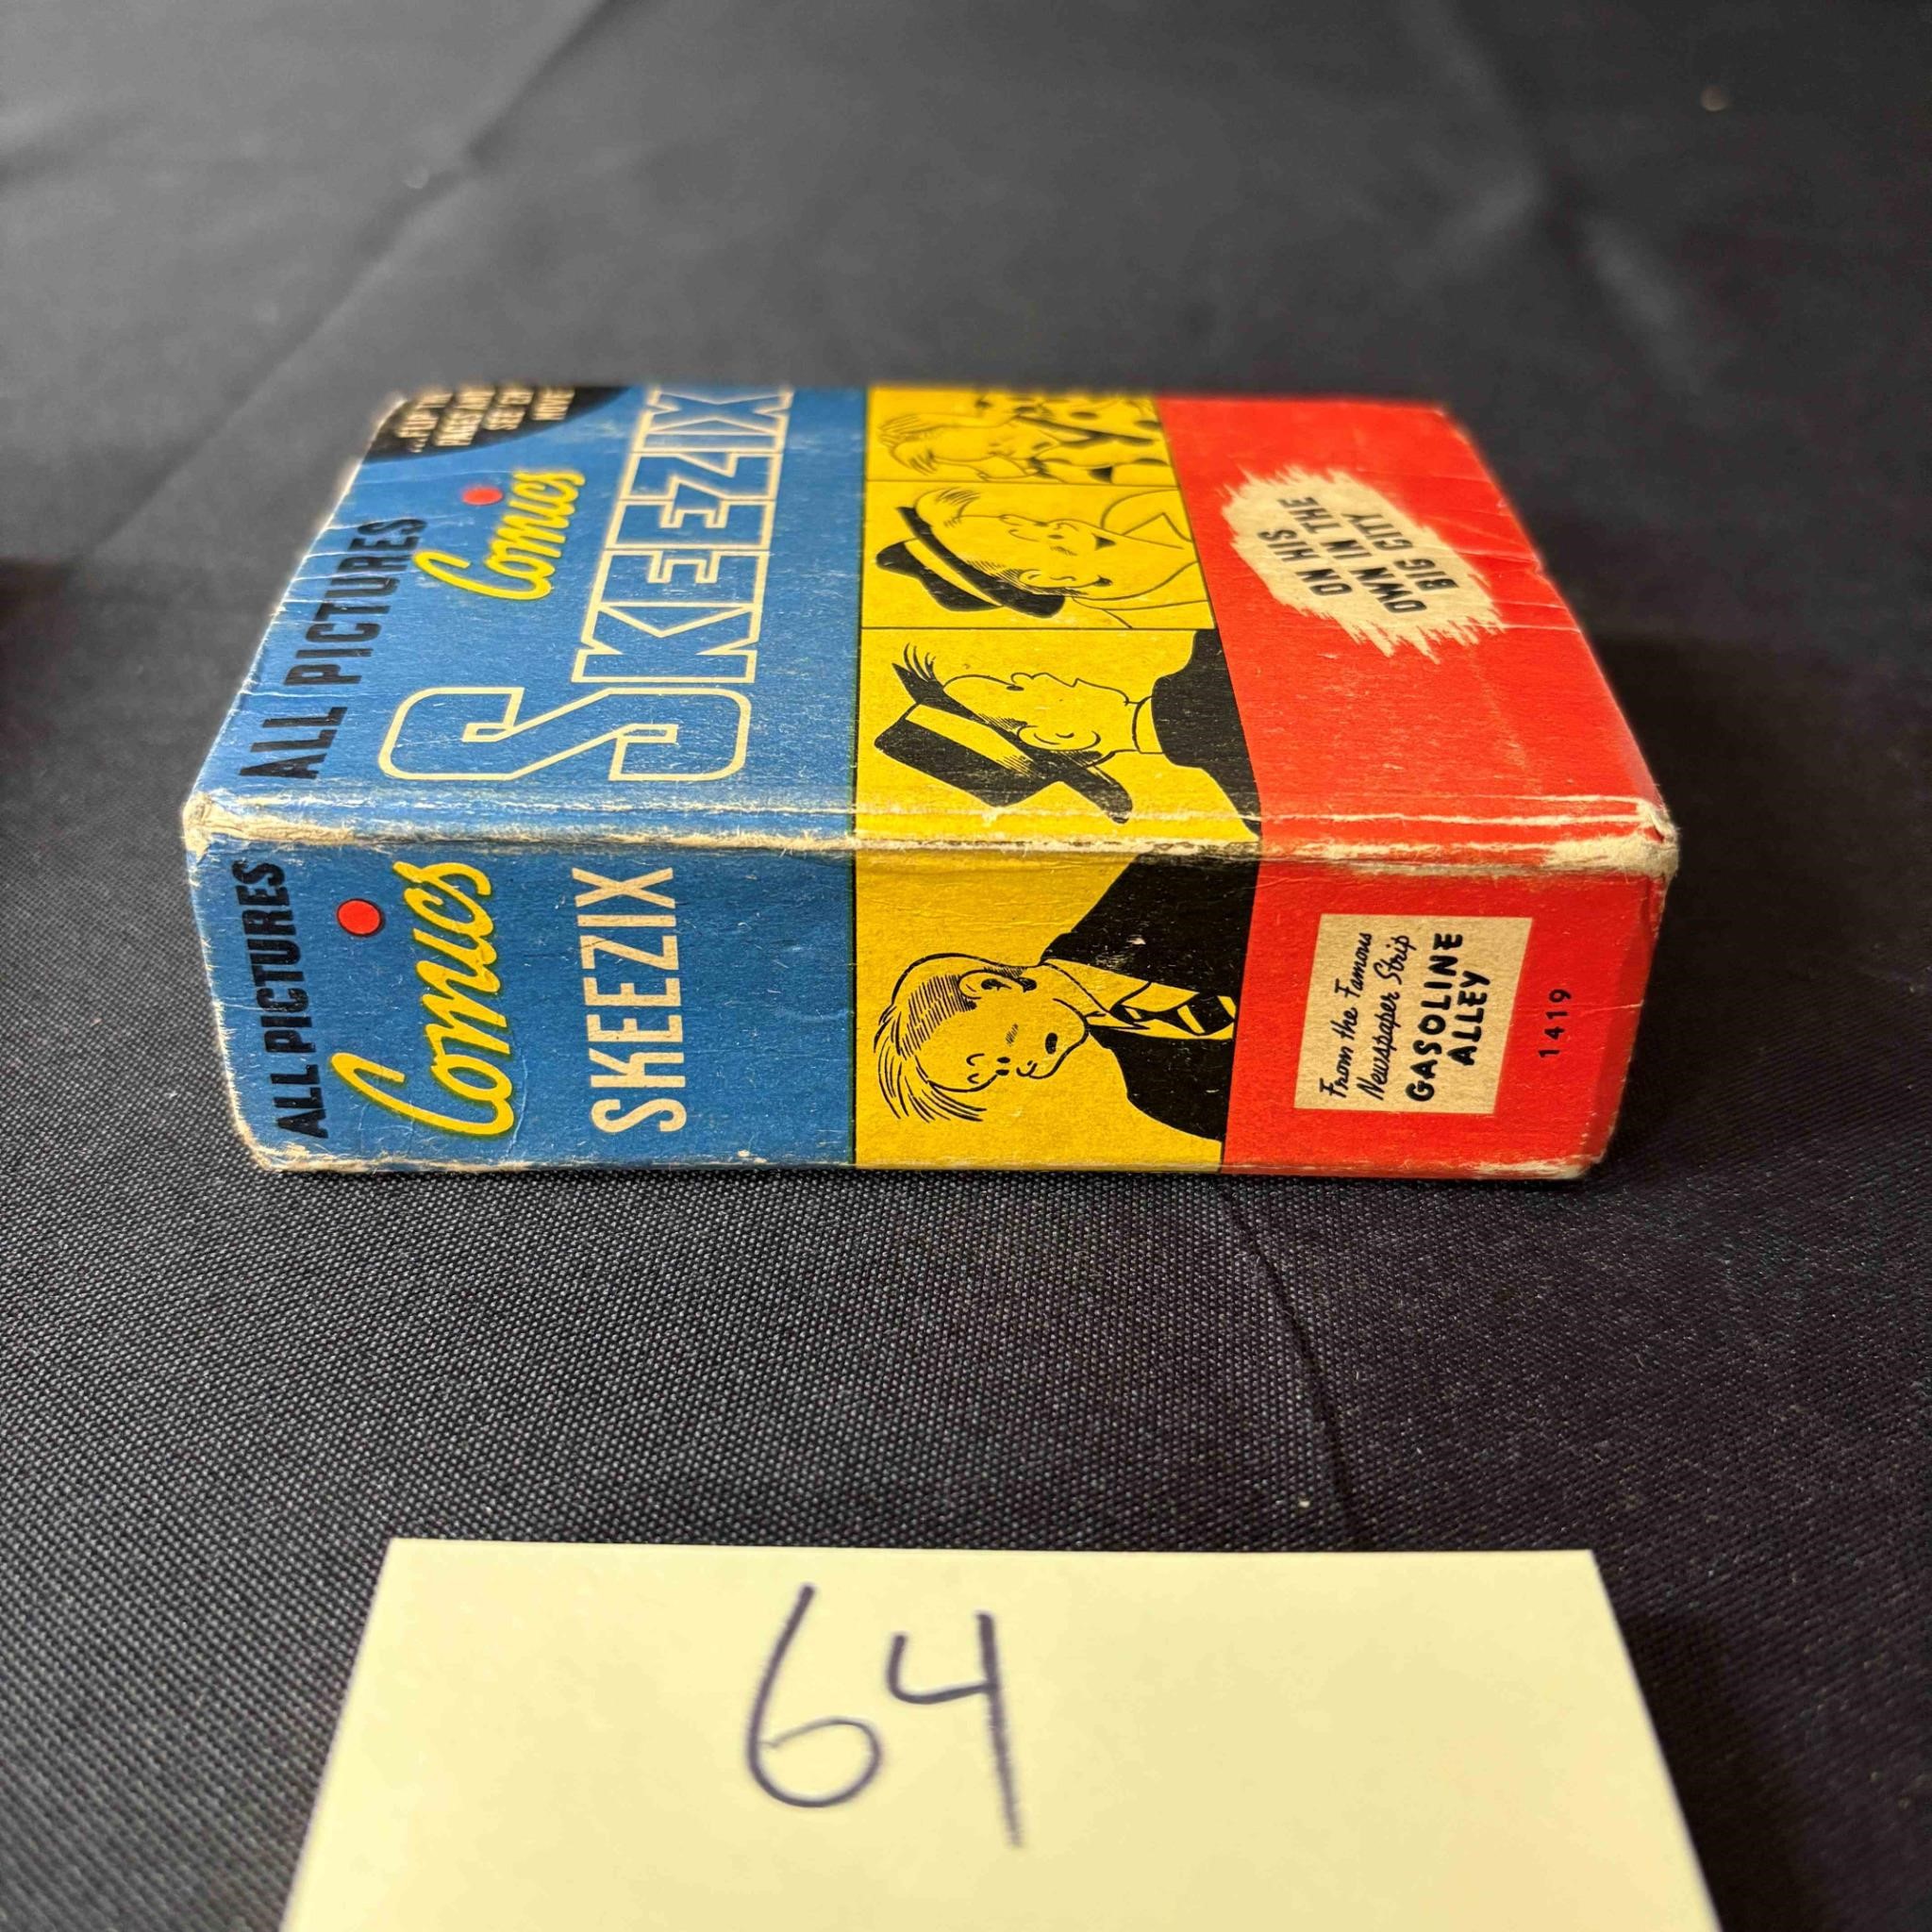 ALL PICTURES
Comics
SKEEZIX
ON HIS
OWN IN THE
BIG CITY
ALL PICTURES
Comics
SKEEZIX
From the Famous
Newspaper Strip
GASOLINE
ALLEY
1419
64